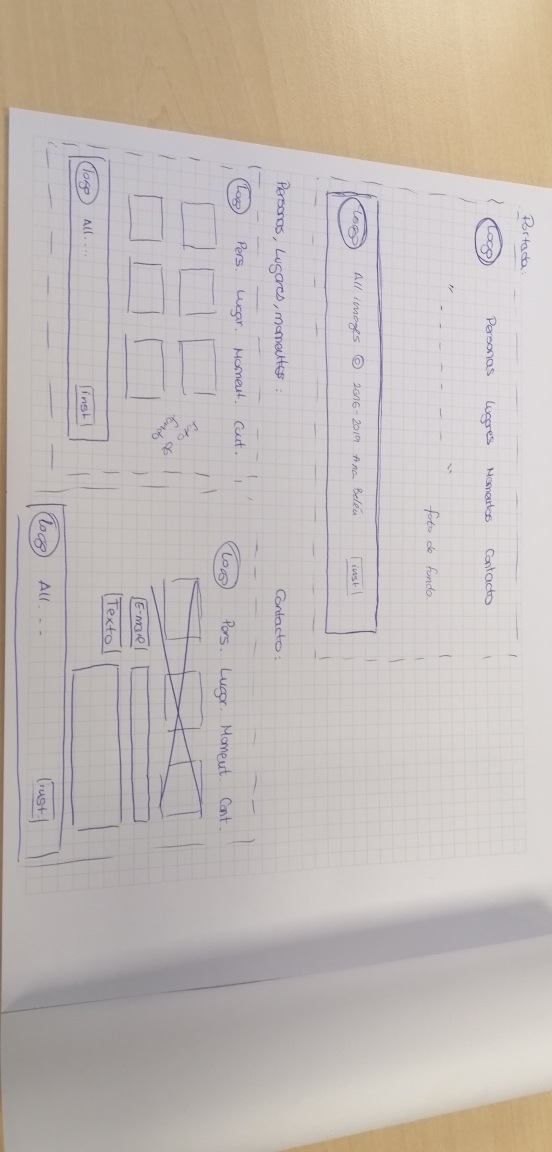 Portada:
Logo Personas Lugares Momentos Contacto
" - - - - - - - "
foto de fondo.
Logo All images © 2016-2019 Ana Belén inst
Personas, Lugares, momentos :
Logo Pers. Lugar. Moment. Cont.
foto de
fondo
logo All.... inst
Contacto:
Logo Pers. Lugar. Moment. Cont.
E-mail
Texto
Logo All. . . . inst.